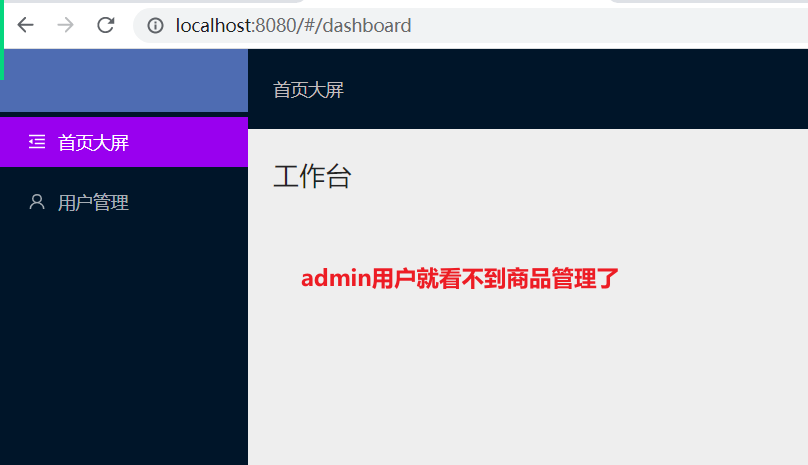 localhost:8080/#/dashboard
首页大屏
首页大屏
工作台
用户管理
admin用户就看不到商品管理了